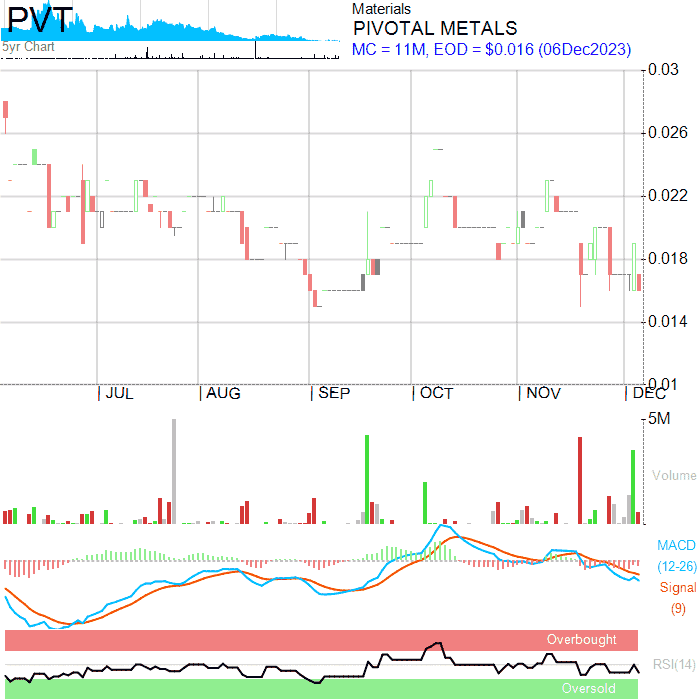 PVT
5yr Chart
Materials
PIVOTAL METALS
MC = 11M, EOD = $0.016 (06Dec2023)
0.03
0.026
0.022
0.018
0.014
0.01
JUL
AUG
SEP
OCT
NOV
DEC
5M
Volume
MACD
(12-26)
Signal
(9)
Overbought
RSI(14)
Oversold